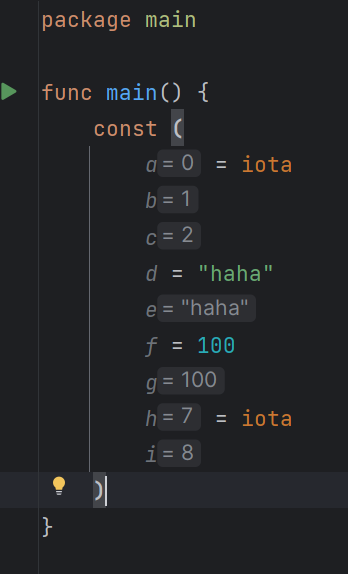 package main
func main() {
const (
a = 0 = iota
b = 1
c = 2
d = "haha"
e = "haha"
f = 100
g = 100
h = 7 = iota
i = 8
)
}